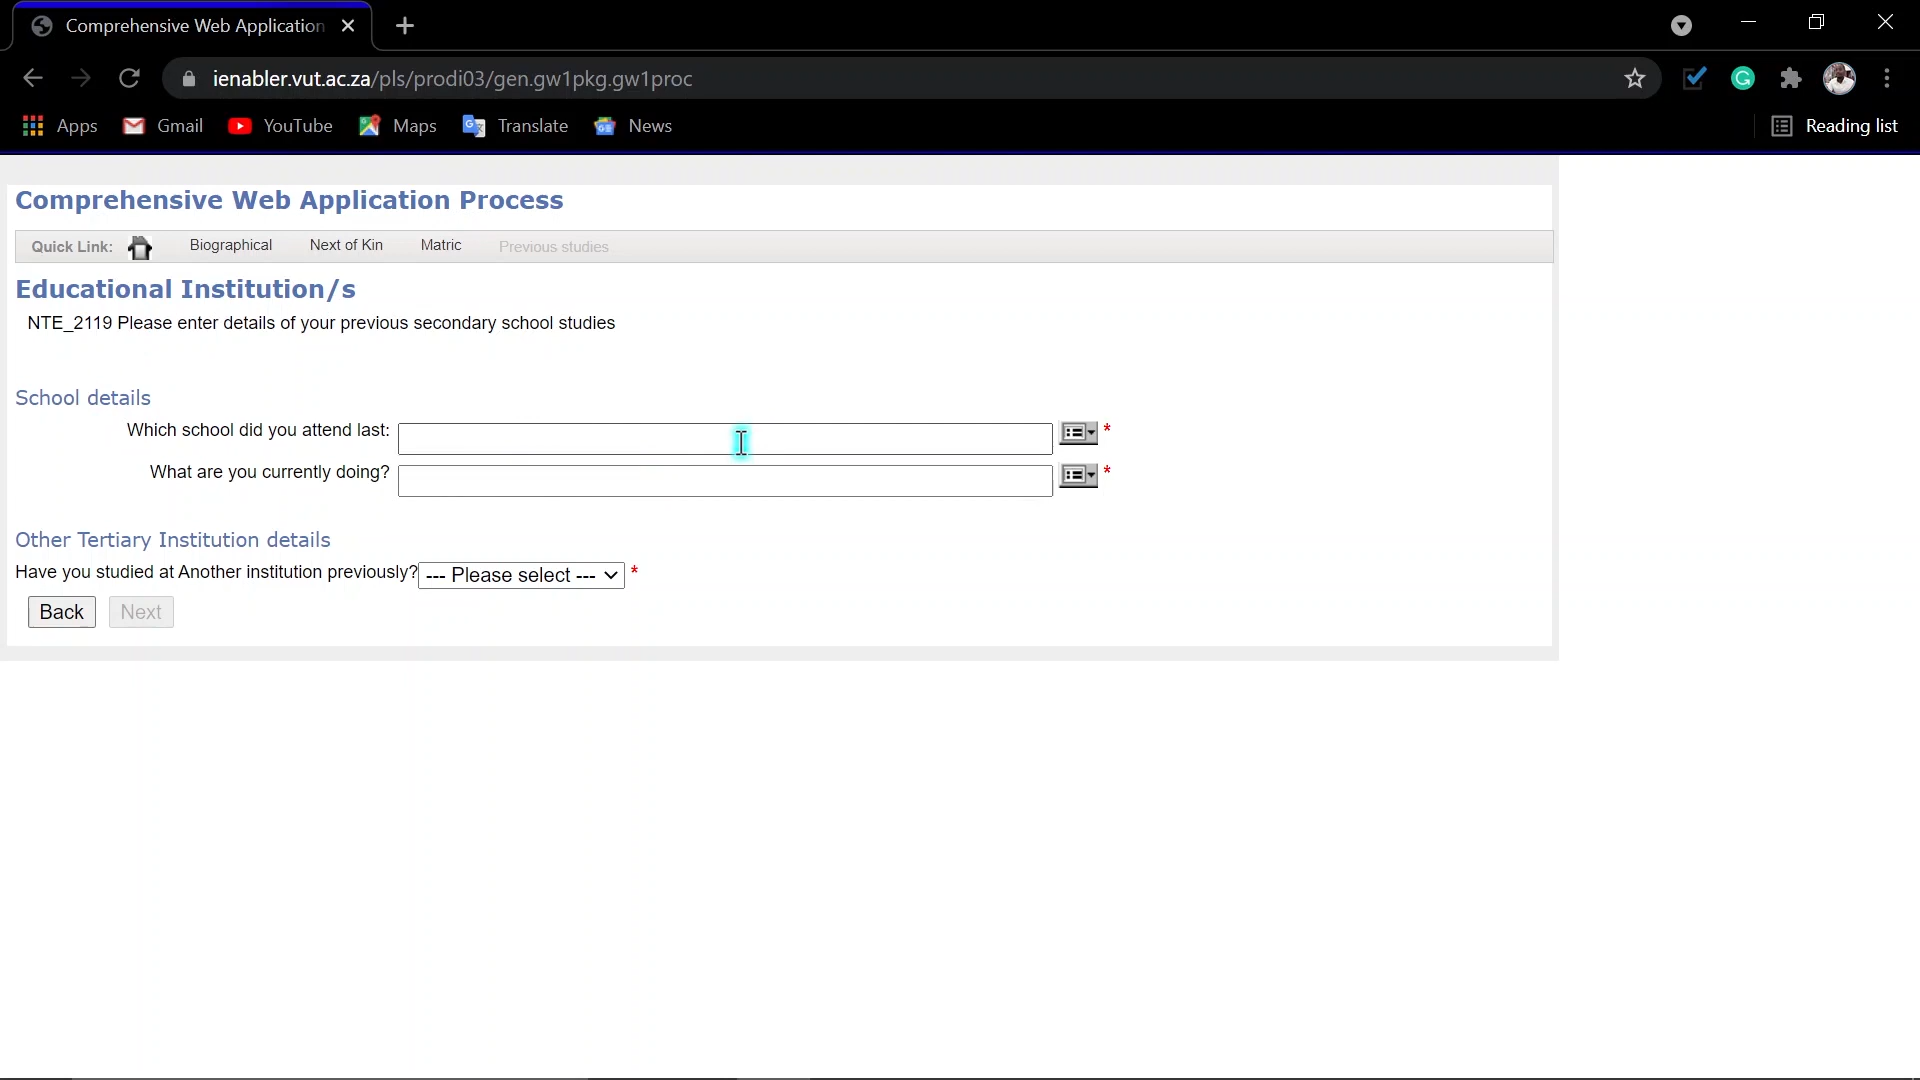 Comprehensive Web Application
ienabler.vut.ac.za/pls/prodi03/gen.gw1pkg.gw1proc
Apps Gmail YouTube Maps Translate News Reading list
Comprehensive Web Application Process
Quick Link: Biographical Next of Kin Matric Previous studies
Educational Institution/s
NTE_2119 Please enter details of your previous secondary school studies
School details
Which school did you attend last: *
What are you currently doing? *
Other Tertiary Institution details
Have you studied at Another institution previously? --- Please select --- *
Back Next